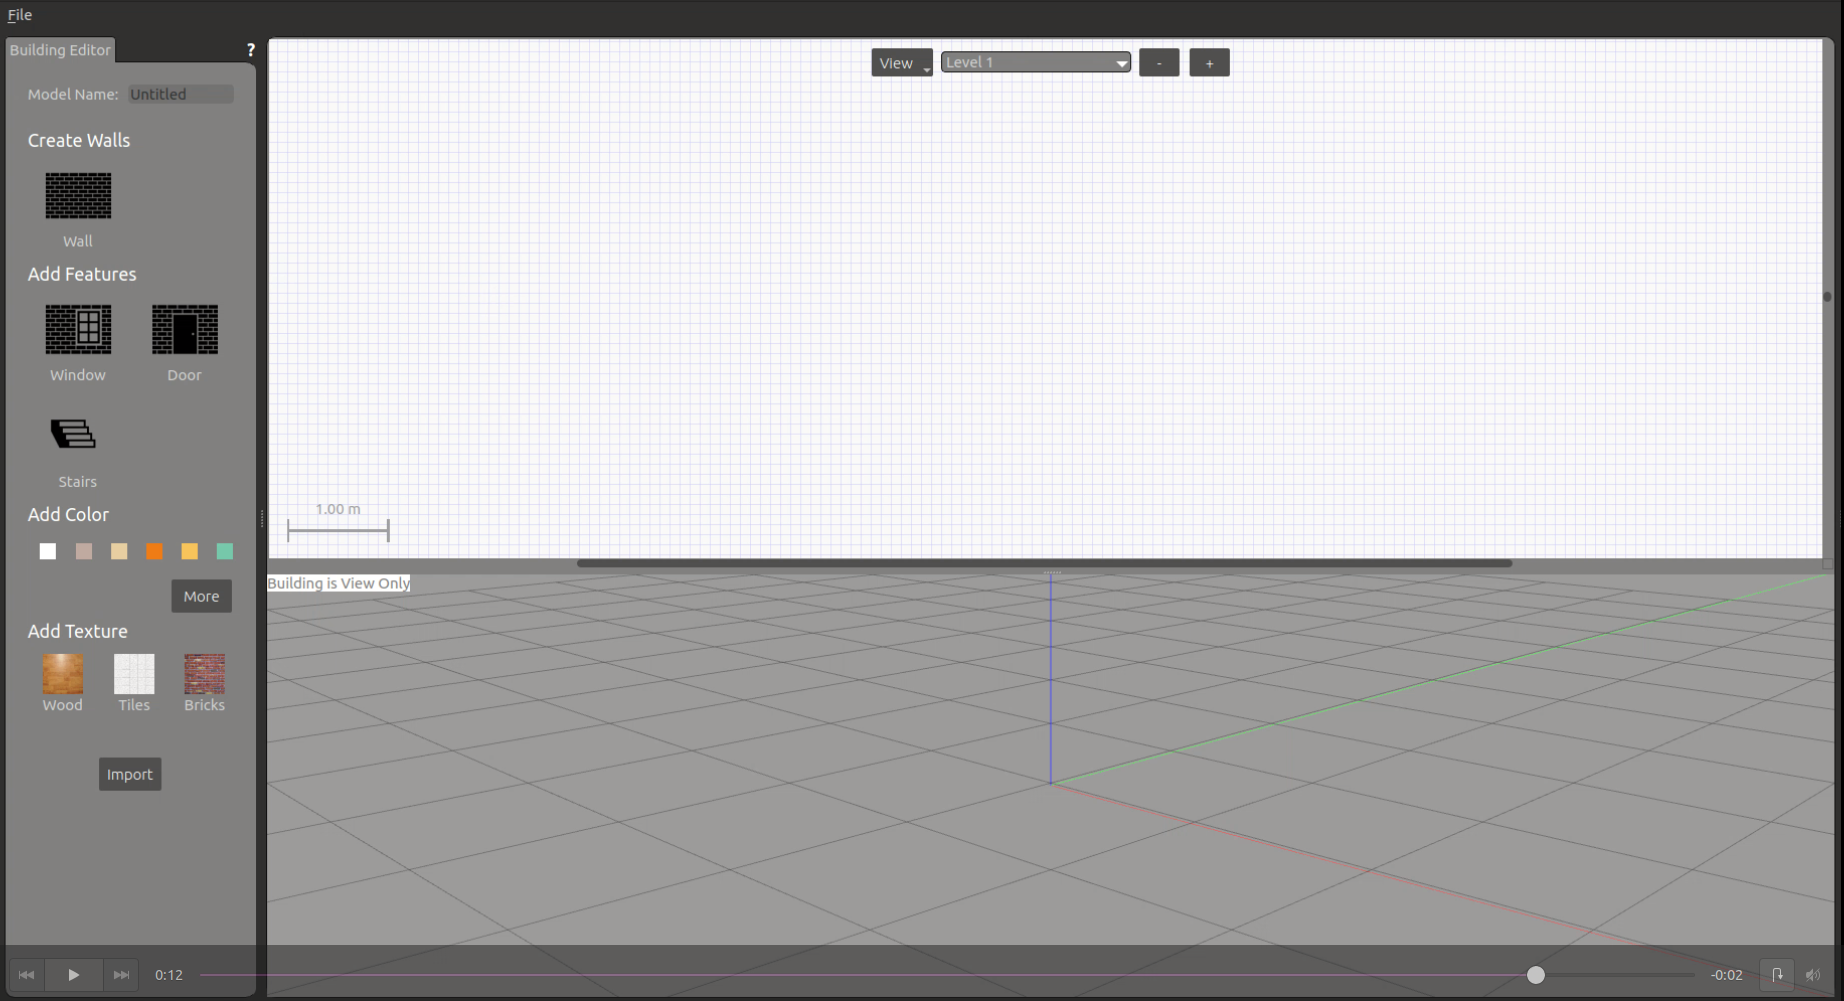 File
Building Editor
?
Model Name: Untitled
Create Walls
Wall
Add Features
Window Door
Stairs
Add Color
More
Add Texture
Wood Tiles Bricks
Import
View Level 1 - +
1.00 m
Building is View Only
0:12 -0:02